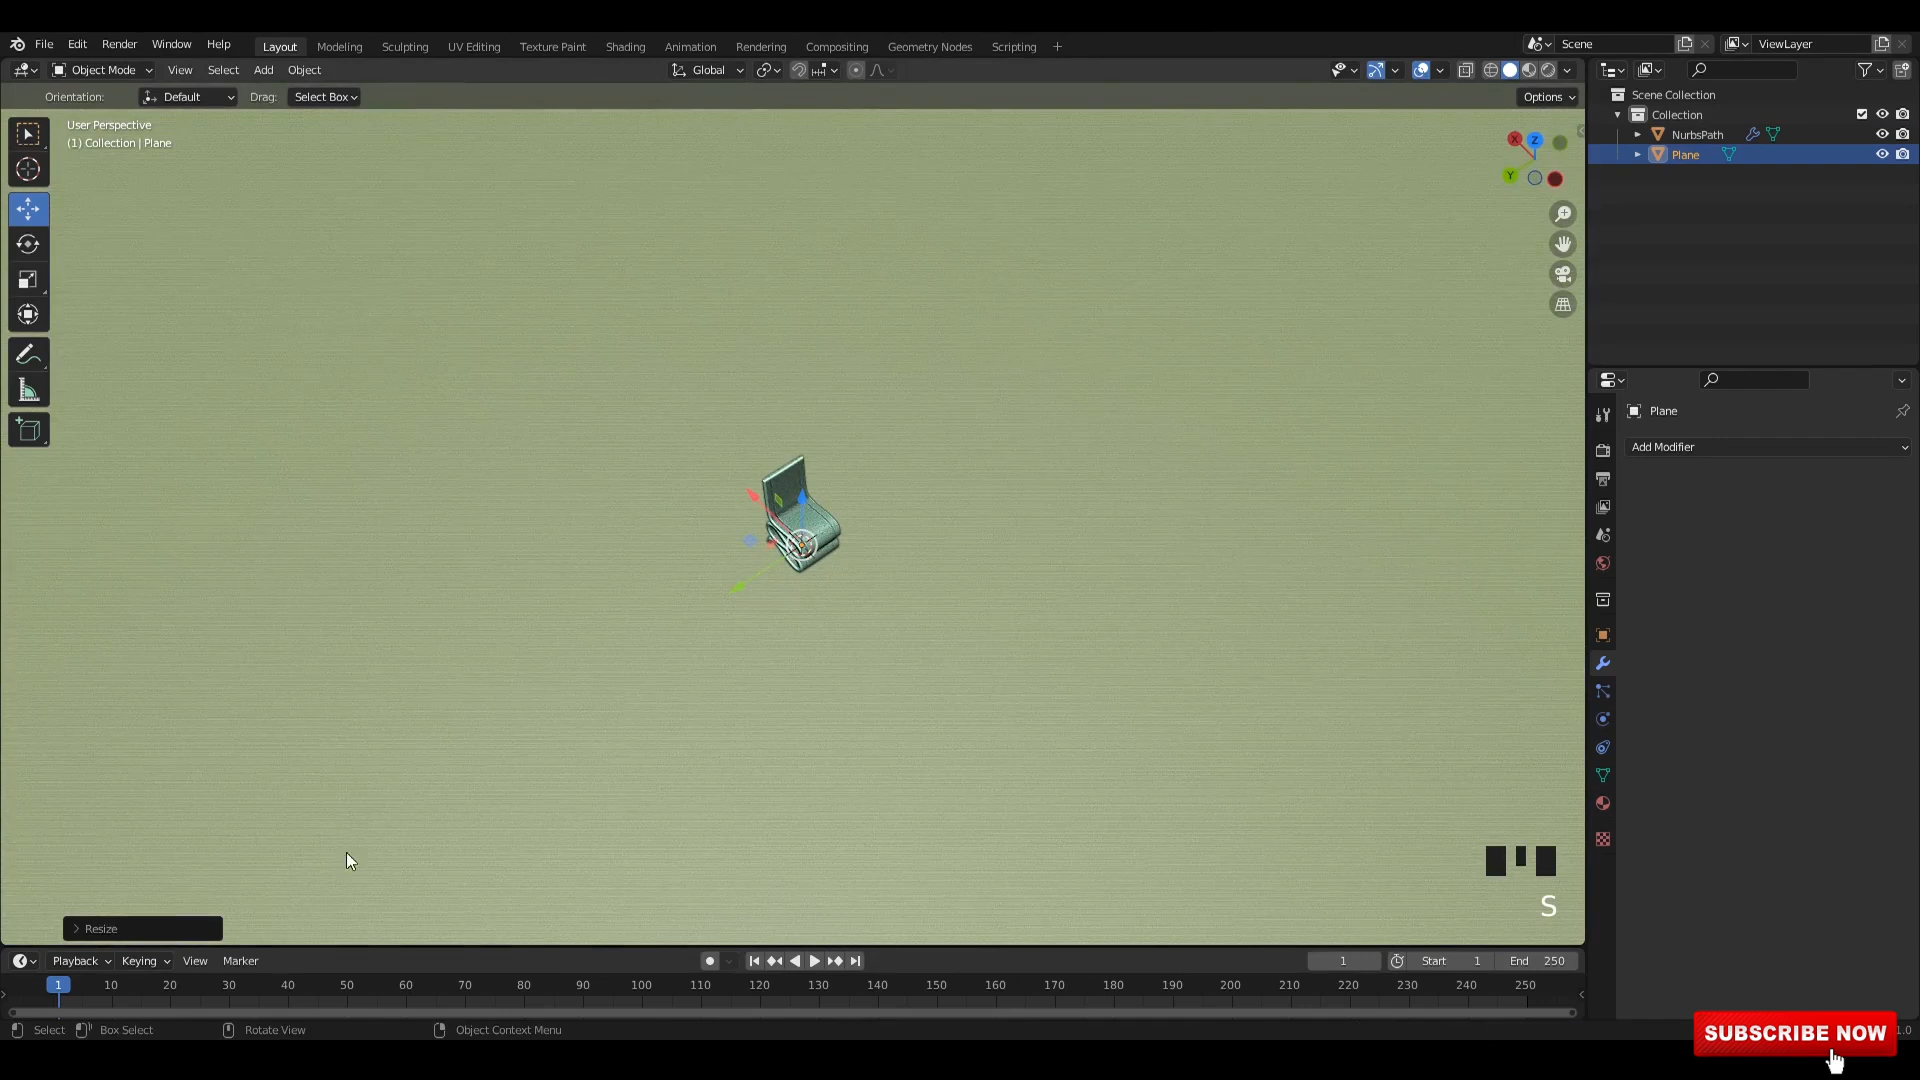 File Edit Render Window Help Layout Modeling Sculpting UV Editing Texture Paint Shading Animation Rendering Compositing Geometry Nodes Scripting + Scene ViewLayer
Object Mode View Select Add Object Global
Orientation: Default Drag: Select Box Options
Scene Collection
Collection
NurbsPath
Plane
User Perspective
(1) Collection | Plane
X Z
Y
Plane
Add Modifier
S
Resize
Playback Keying View Marker 1 Start 1 End 250
1 10 20 30 40 50 60 70 80 90 100 110 120 130 140 150 160 170 180 190 200 210 220 230 240 250
Select Box Select Rotate View Object Context Menu
SUBSCRIBE NOW
1.0